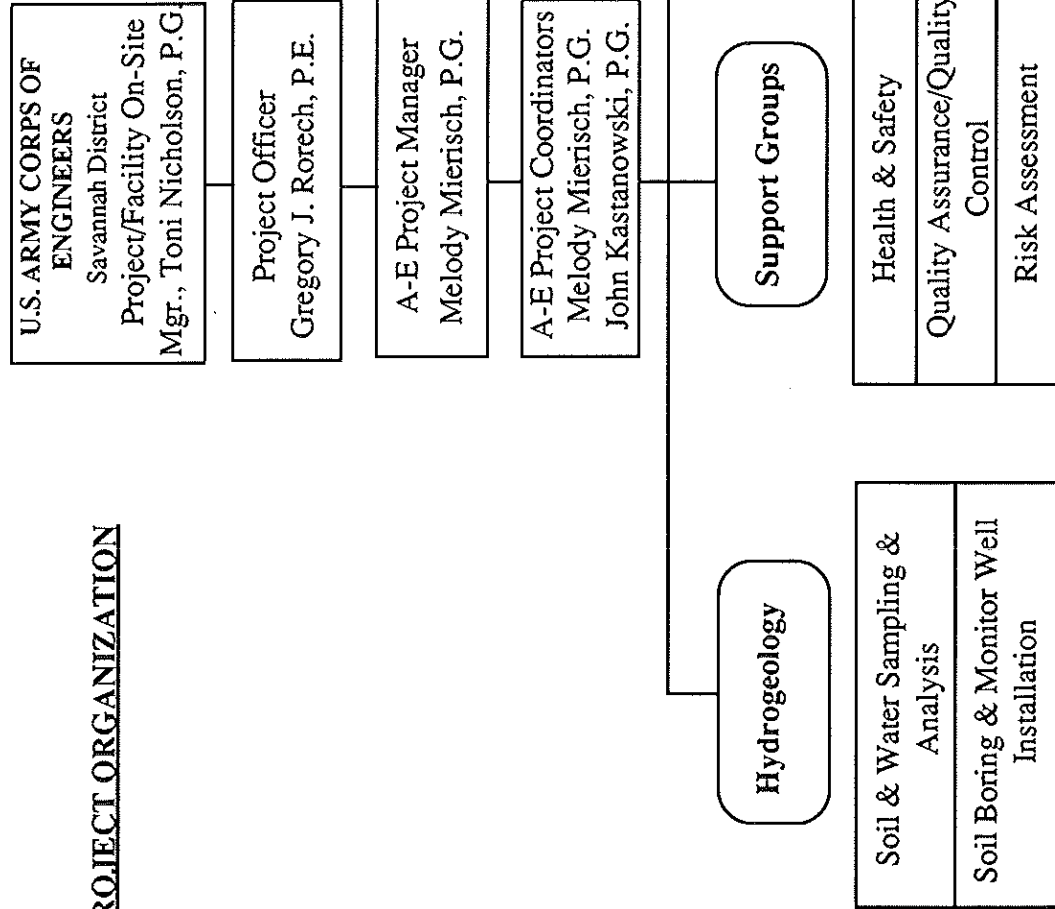 ROJECT ORGANIZATION
U.S. ARMY CORPS OF
ENGINEERS
Savannah District
Project/Facility On-Site
Mgr., Toni Nicholson, P.G.
Project Officer
Gregory J. Rorech, P.E.
A-E Project Manager
Melody Mierisch, P.G.
A-E Project Coordinators
Melody Mierisch, P.G.
John Kastanowski, P.G.
Hydrogeology
Soil & Water Sampling &
Analysis
Soil Boring & Monitor Well
Installation
Support Groups
Health & Safety
Quality Assurance/Quality
Control
Risk Assessment